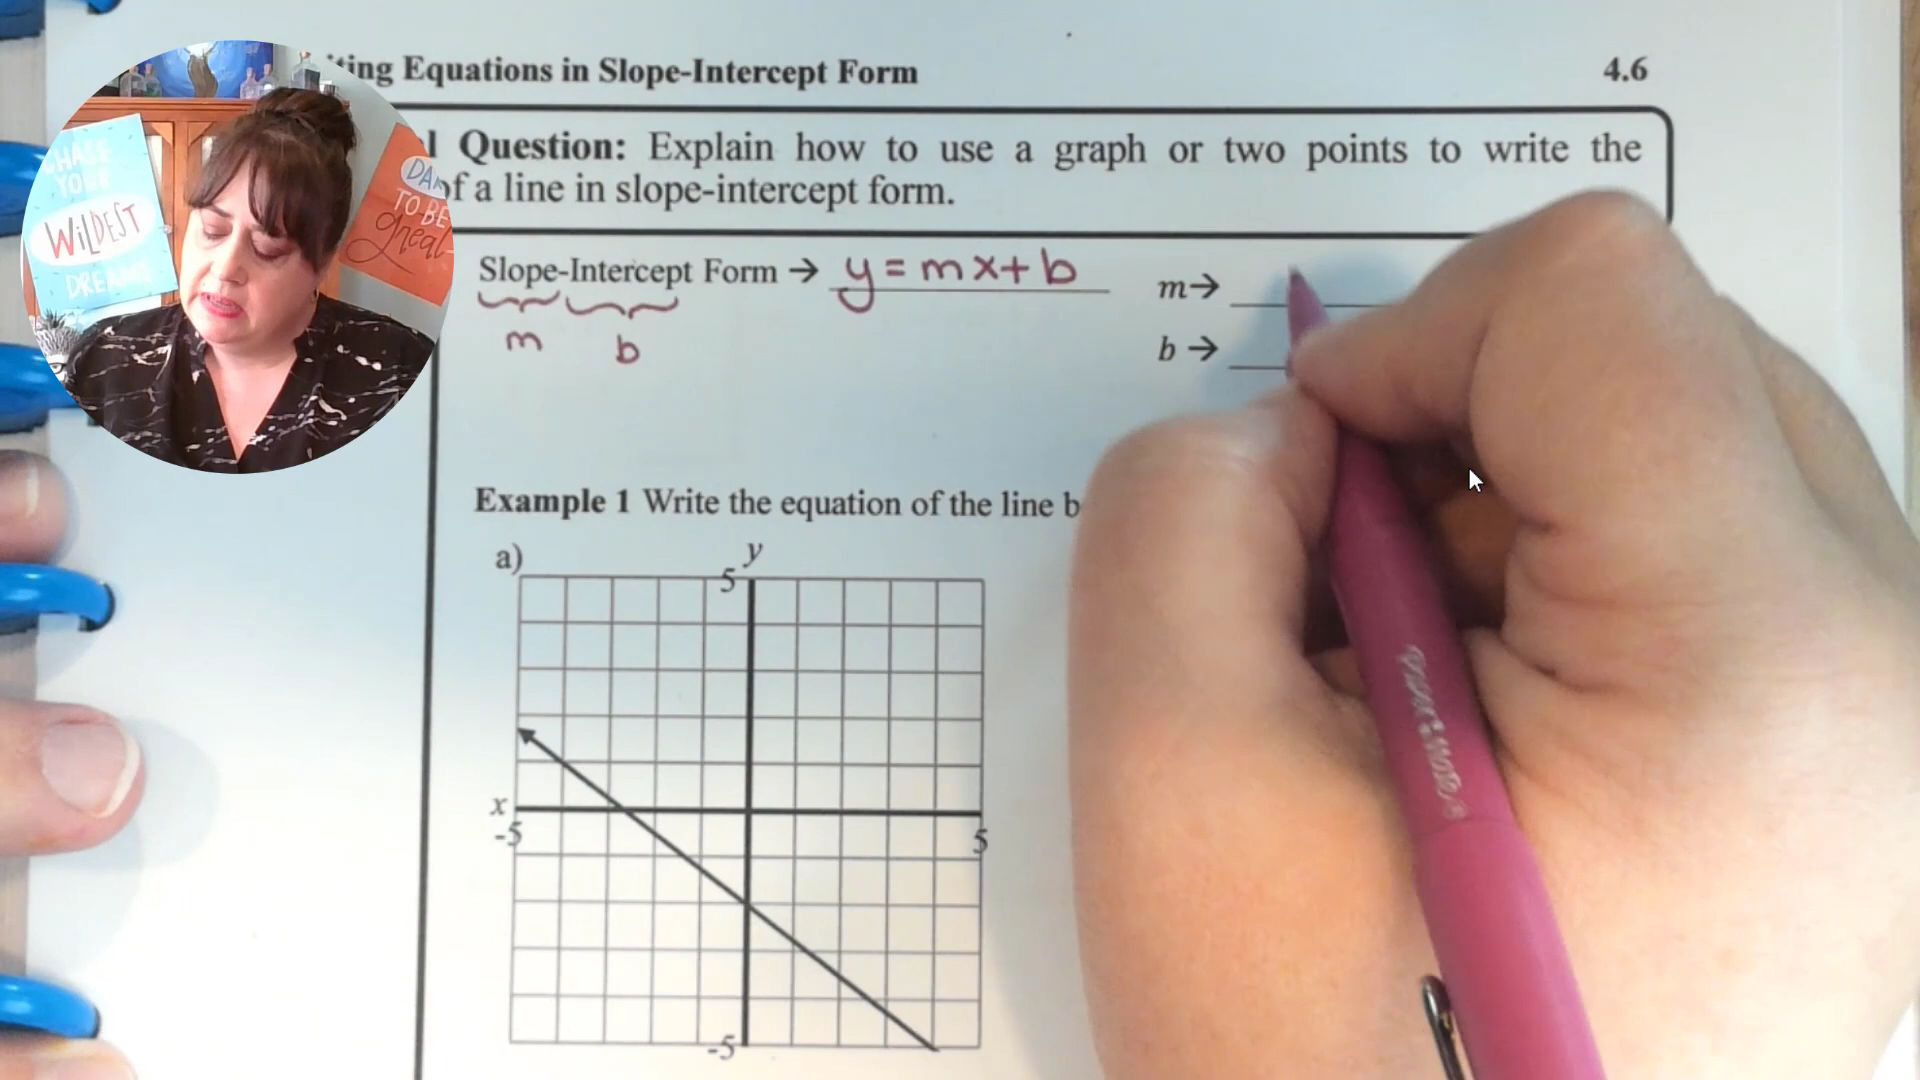 iting Equations in Slope-Intercept Form 4.6
l Question: Explain how to use a graph or two points to write the
of a line in slope-intercept form.
CHASE
YOUR
WiLDEST
DREAMS
DARE
TO BE
great
Slope-Intercept Form → y = mx + b m→
m b b →
Example 1 Write the equation of the line b
a) y
5
x
-5 5
-5